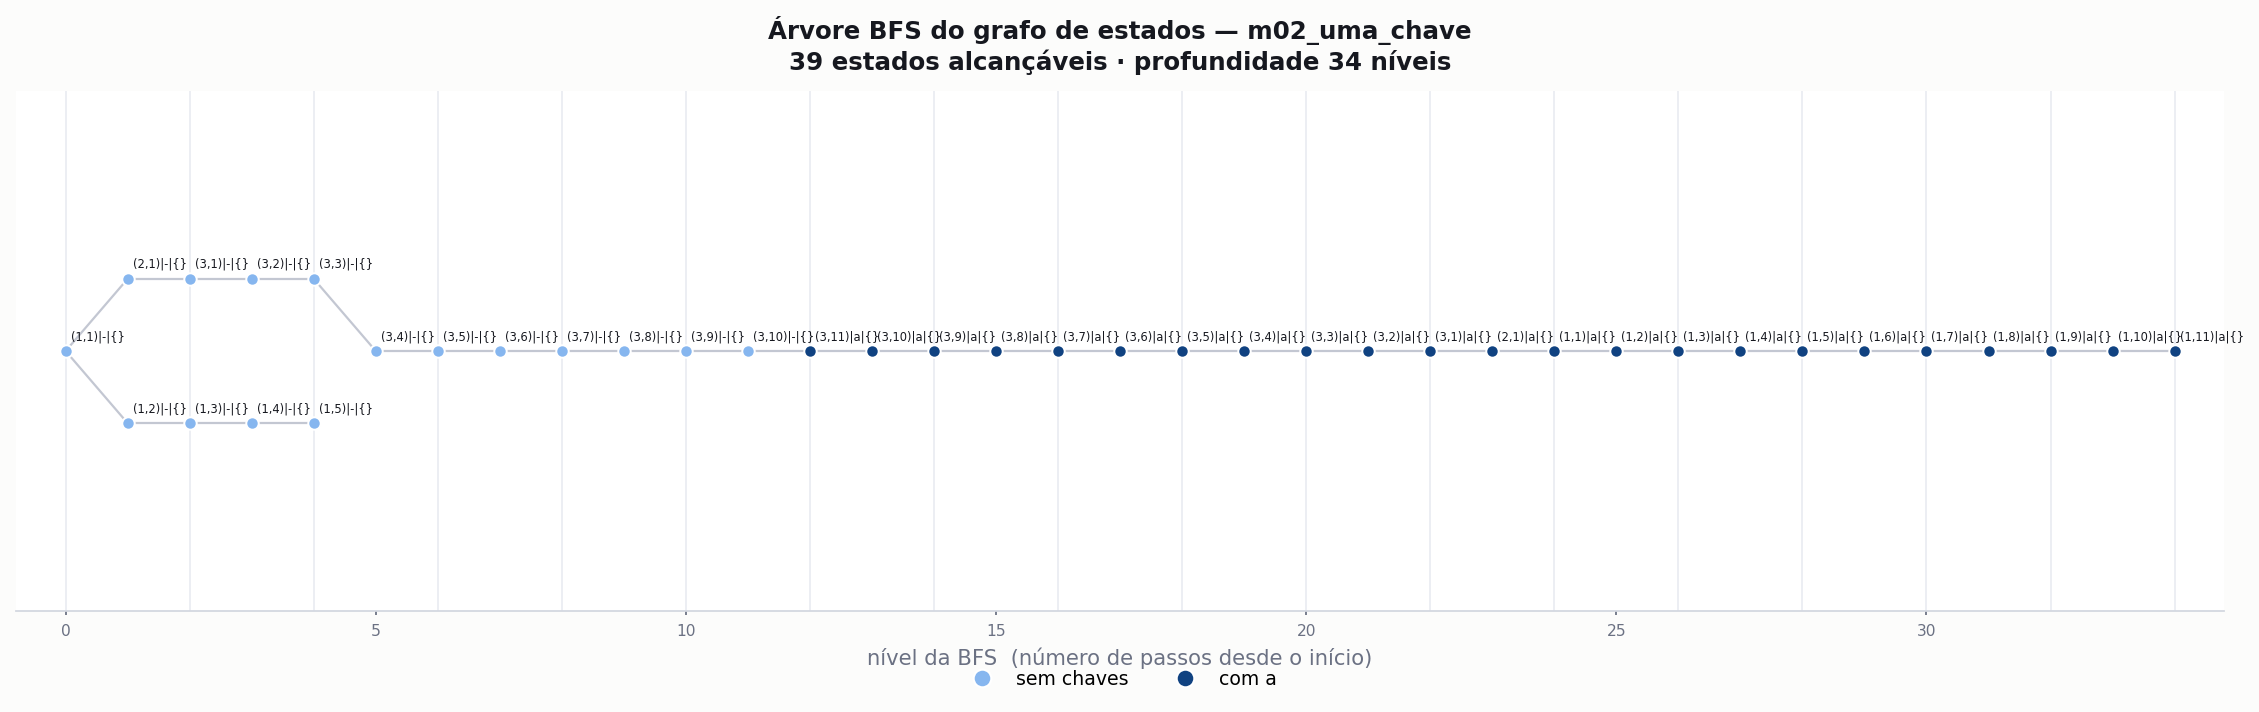 Árvore BFS do grafo de estados — m02_uma_chave
39 estados alcançáveis · profundidade 34 níveis
(2,1)|-|{} (3,1)|-|{} (3,2)|-|{} (3,3)|-|{}
(1,1)|-|{} (3,4)|-|{} (3,5)|-|{} (3,6)|-|{} (3,7)|-|{} (3,8)|-|{} (3,9)|-|{} (3,10)|-|{} (3,11)|a|{} (3,10)|a|{} (3,9)|a|{} (3,8)|a|{} (3,7)|a|{} (3,6)|a|{} (3,5)|a|{} (3,4)|a|{} (3,3)|a|{} (3,2)|a|{} (3,1)|a|{} (2,1)|a|{} (1,1)|a|{} (1,2)|a|{} (1,3)|a|{} (1,4)|a|{} (1,5)|a|{} (1,6)|a|{} (1,7)|a|{} (1,8)|a|{} (1,9)|a|{} (1,10)|a|{} (1,11)|a|{}
(1,2)|-|{} (1,3)|-|{} (1,4)|-|{} (1,5)|-|{}
0 5 10 15 20 25 30
nível da BFS (número de passos desde o início)
sem chaves com a